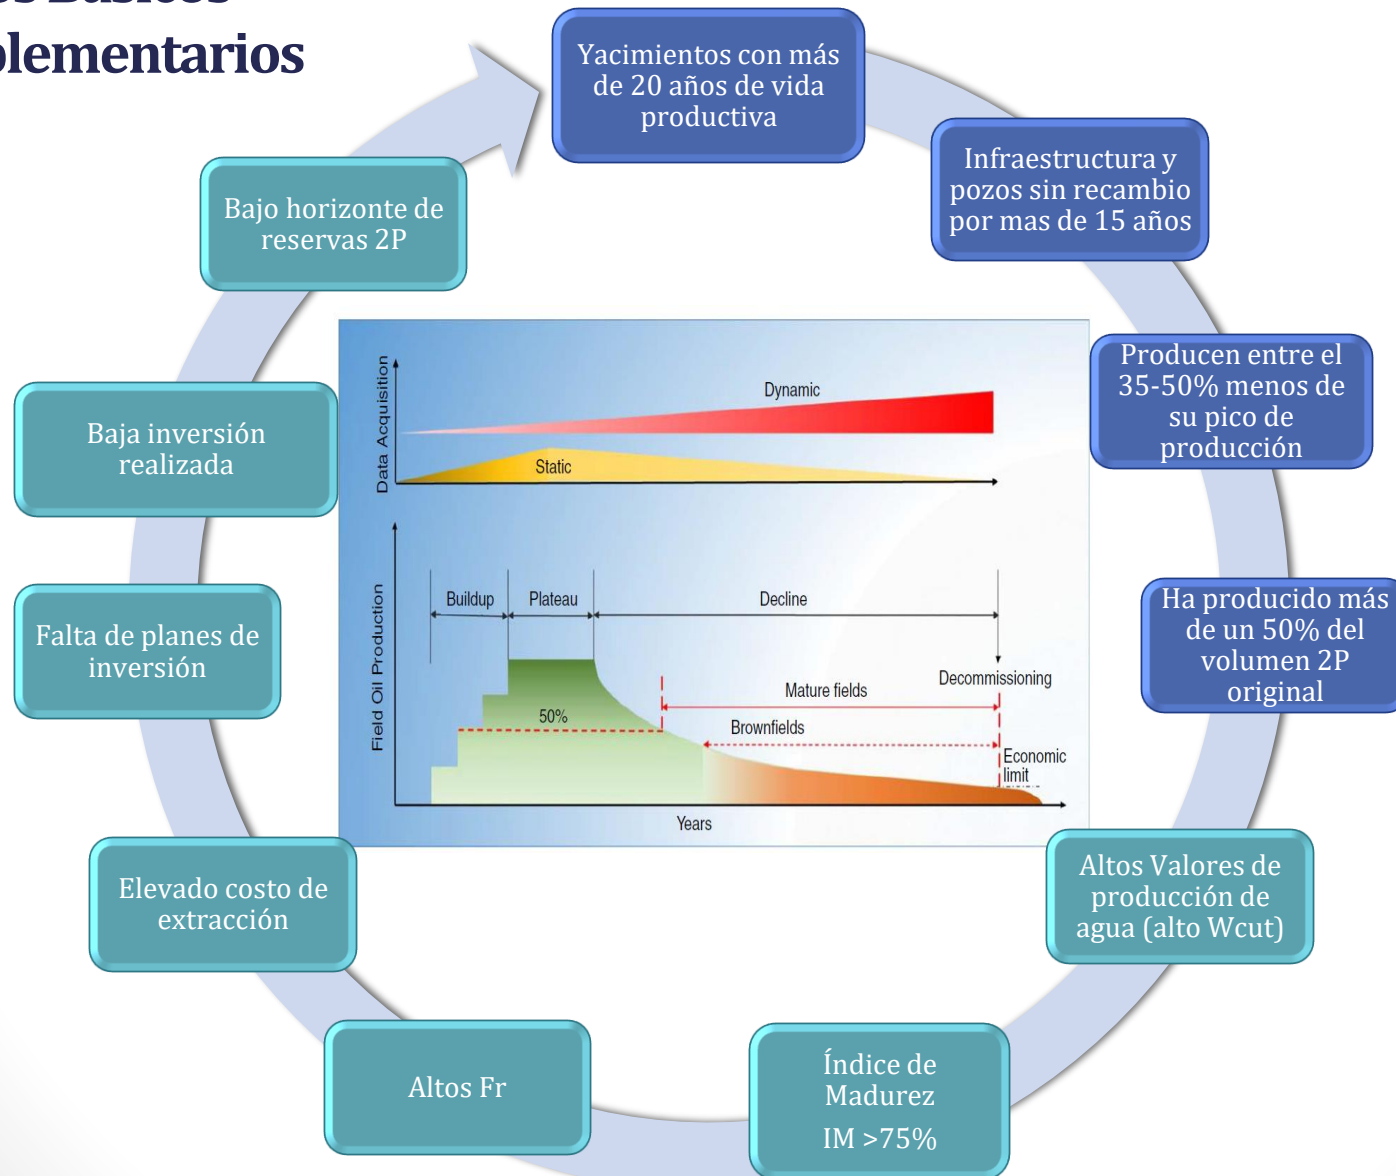 Yacimientos con más
de 20 años de vida
productiva
Infraestructura y
pozos sin recambio
por mas de 15 años
Producen entre el
35-50% menos de
su pico de
producción
Ha producido más
de un 50% del
volumen 2P
original
Altos Valores de
producción de
agua (alto Wcut)
Índice de
Madurez
IM >75%
Altos Fr
Elevado costo de
extracción
Falta de planes de
inversión
Baja inversión
realizada
Bajo horizonte de
reservas 2P
Data Acquisition
Dynamic
Static
Field Oil Production
Buildup
Plateau
Decline
Decommissioning
Mature fields
50%
Brownfields
Economic
limit
Years